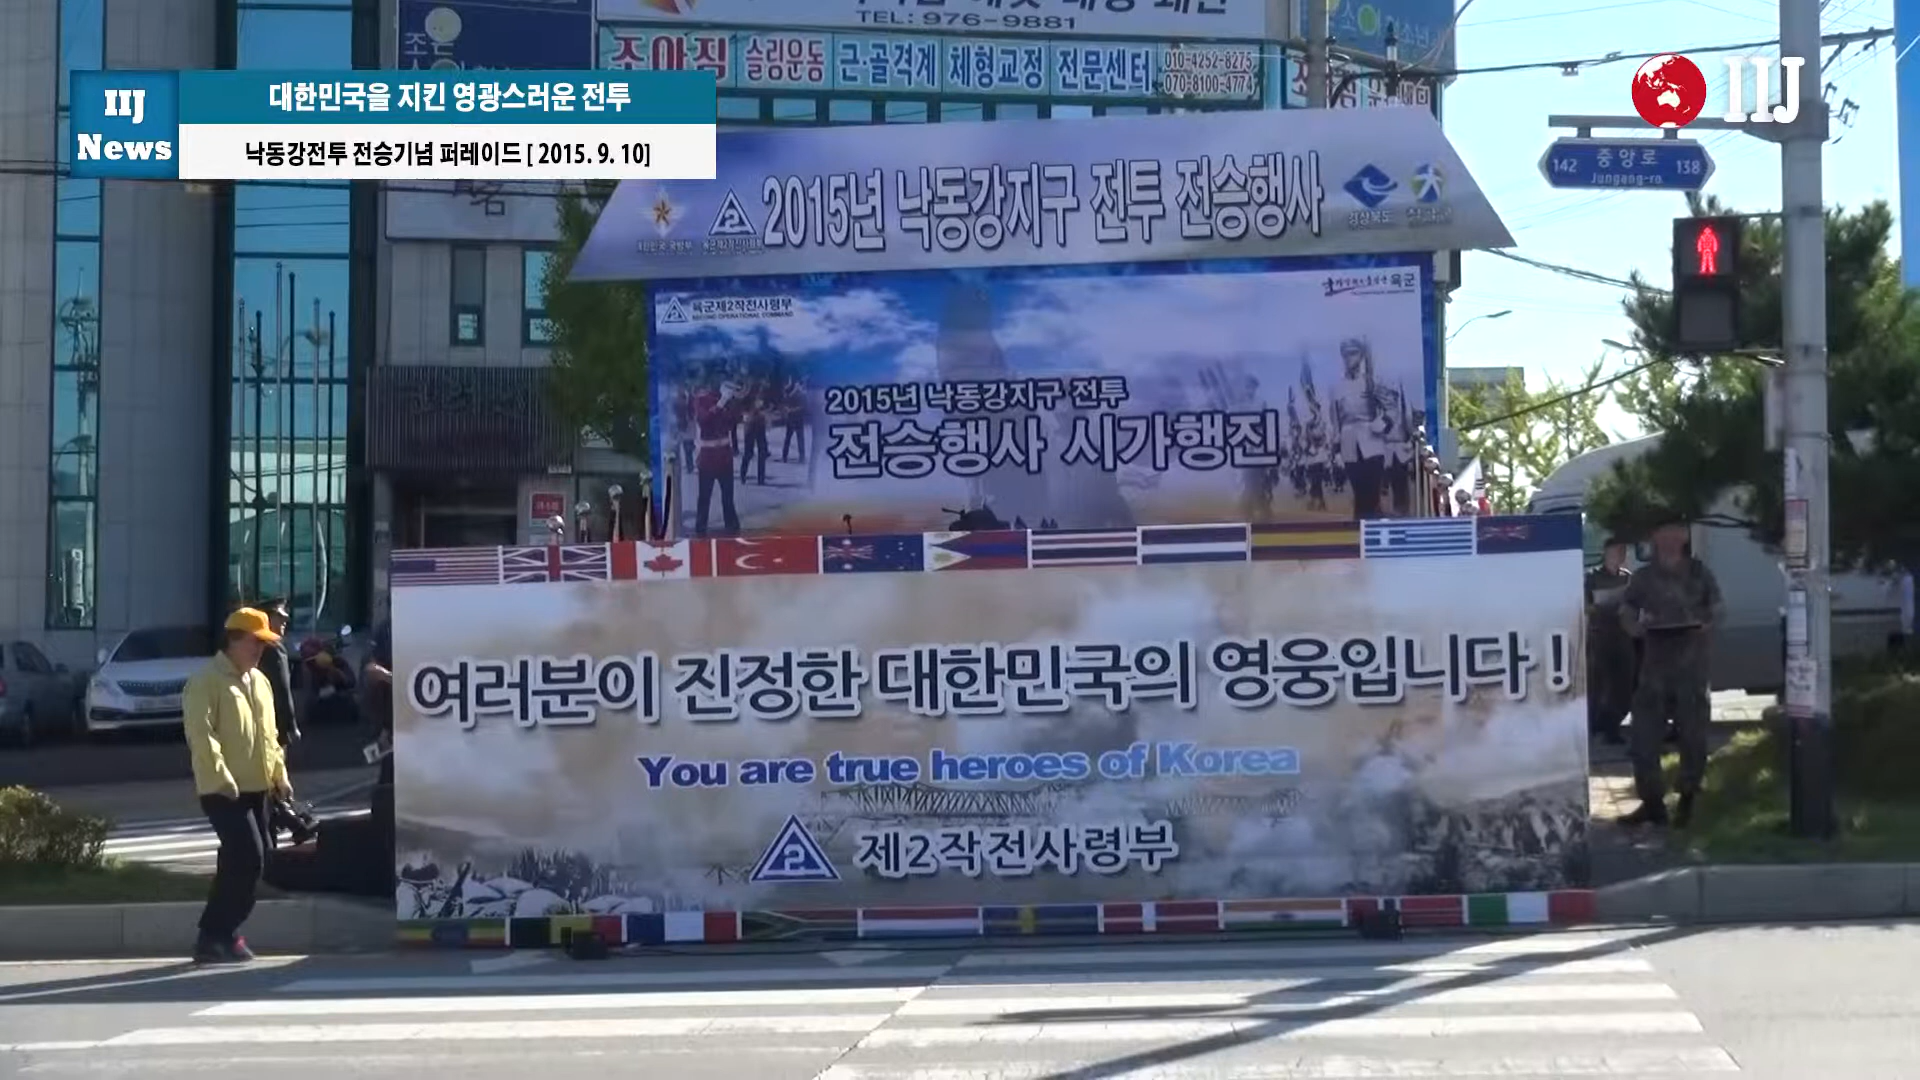 TEL: 976-9881
조아짐 슬링운동 근·골격계 체형교정 전문센터 010-4252-8275
070-8100-4774
IIJ
News
대한민국을 지킨 영광스러운 전투
낙동강전투 전승기념 퍼레이드 [ 2015. 9. 10]
IIJ
142 중앙로 138
Jungang-ro
2015년 낙동강지구 전투 전승행사
경상북도
육군제2작전사령부
SECOND OPERATIONAL COMMAND
육군
2015년 낙동강지구 전투
전승행사 시가행진
여러분이 진정한 대한민국의 영웅입니다 !
You are true heroes of Korea
제2작전사령부